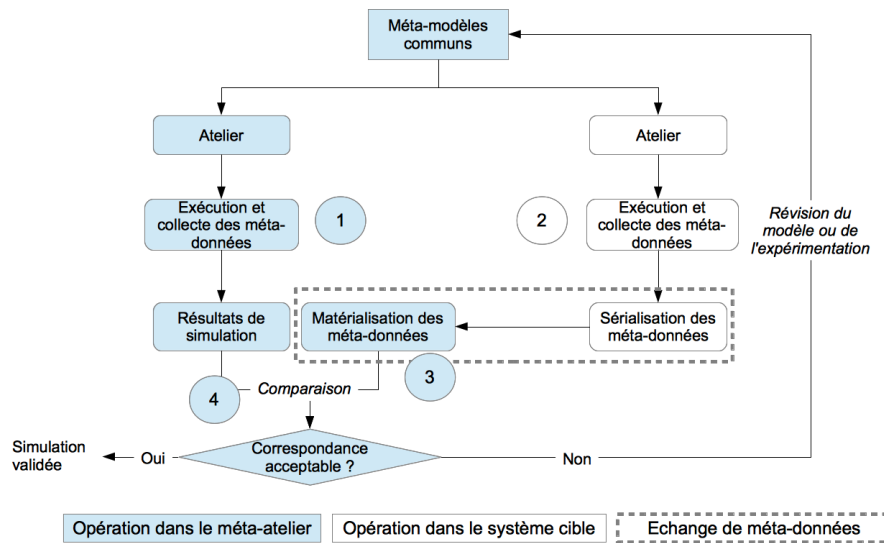 Méta-modèles
communs
Atelier
Atelier
Exécution et
collecte des méta-
données
1
2
Exécution et
collecte des méta-
données
Révision du
modèle ou de
l'expérimentation
Résultats de
simulation
Matérialisation des
méta-données
Sérialisation des
méta-données
3
4
Comparaison
Correspondance
acceptable ?
Simulation
validée
Oui
Non
Opération dans le méta-atelier
Opération dans le système cible
Echange de méta-données